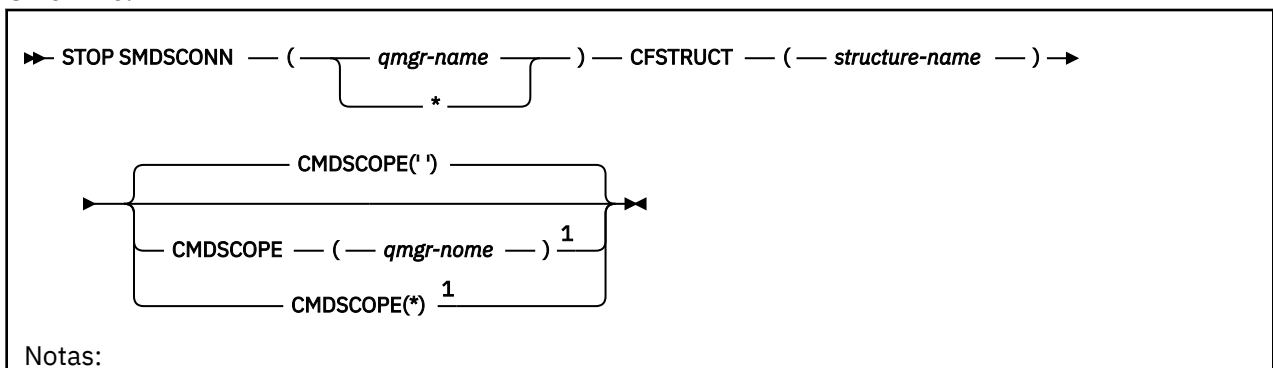 STOP SMDSCONN ( qmgr-name ) CFSTRUCT ( structure-name )
*
CMDSCOPE(' ')
CMDSCOPE ( qmgr-nome ) 1
CMDSCOPE(*) 1
Notas: